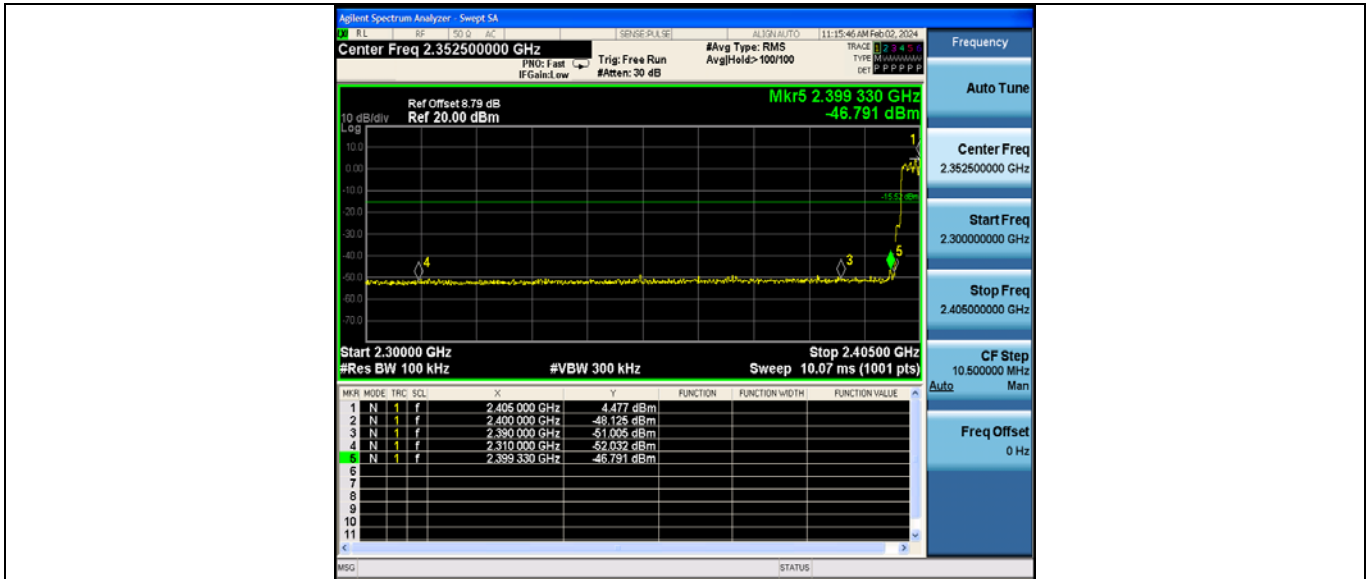 Agilent Spectrum Analyzer - Swept SA
RL RF 50 Ω AC SENSE:PULSE ALIGN AUTO 11:15:46 AM Feb 02, 2024
Center Freq 2.352500000 GHz
PNO: Fast
IFGain:Low
Trig: Free Run
#Atten: 30 dB
#Avg Type: RMS
Avg|Hold:> 100/100
TRACE 1 2 3 4 5 6
TYPE M W W W W W
DET P P P P P P
Mkr5 2.399 330 GHz
-46.791 dBm
Ref Offset 8.79 dB
10 dB/div Ref 20.00 dBm
Log
10.0
0.00
-10.0
-20.0
-30.0
-40.0
-50.0
-60.0
-70.0
1
-15.52 dBm
4
3
5
Start 2.30000 GHz Stop 2.40500 GHz
#Res BW 100 kHz #VBW 300 kHz Sweep 10.07 ms (1001 pts)
MKR MODE TRC SCL X Y FUNCTION FUNCTION WIDTH FUNCTION VALUE
1 N 1 f 2.405 000 GHz 4.477 dBm
2 N 1 f 2.400 000 GHz -48.125 dBm
3 N 1 f 2.390 000 GHz -51.005 dBm
4 N 1 f 2.310 000 GHz -52.032 dBm
5 N 1 f 2.399 330 GHz -46.791 dBm
6
7
8
9
10
11
MSG STATUS
Frequency
Auto Tune
Center Freq
2.352500000 GHz
Start Freq
2.300000000 GHz
Stop Freq
2.405000000 GHz
CF Step
10.500000 MHz
Auto Man
Freq Offset
0 Hz